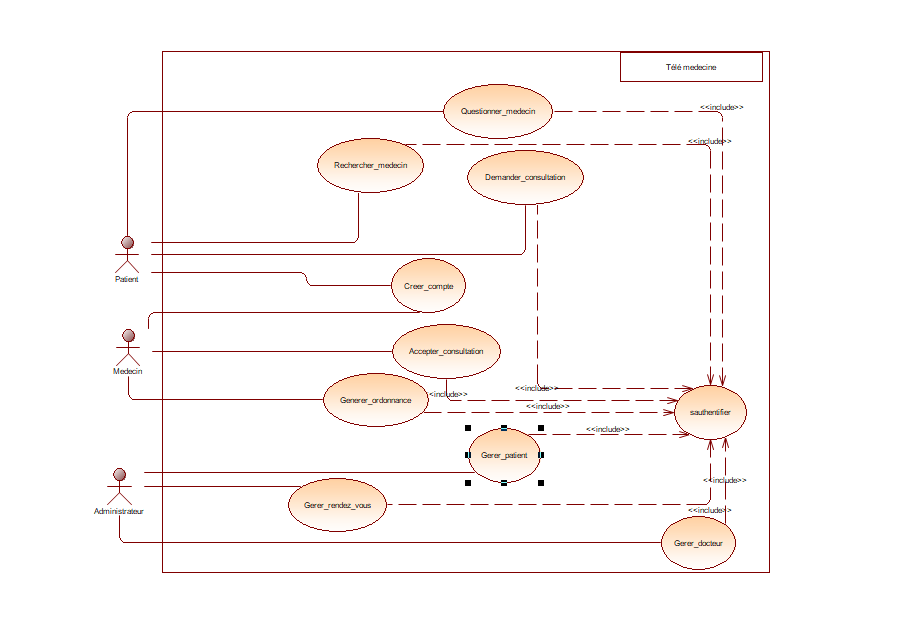 Télé medecine
Questionner_medecin
<<include>>
<<include>>
Rechercher_medecin
Demander_consultation
Patient
Creer_compte
Medecin
Accepter_consultation
<<include>>
<include>>
Generer_ordonnance
<<include>>
sauthentifier
<<include>>
Gerer_patient
<<include>>
Administrateur
Gerer_rendez_vous
<<include>>
Gerer_docteur